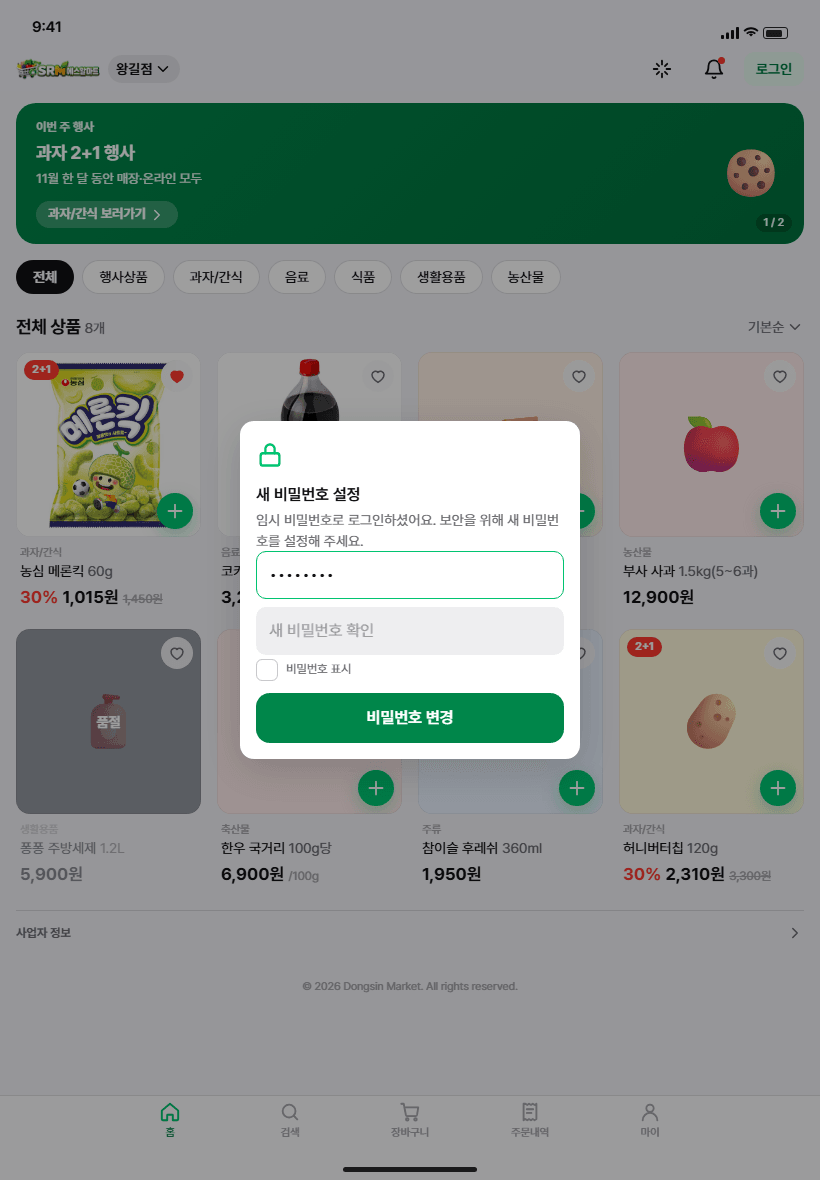 9:41
SRM 에스알마트
왕길점
로그인
이번 주 행사
과자 2+1 행사
11월 한 달 동안 매장·온라인 모두
과자/간식 보러가기
1 / 2
전체
행사상품
과자/간식
음료
식품
생활용품
농산물
전체 상품 8개
기본순
2+1
농심
메론킥
새 비밀번호 설정
임시 비밀번호로 로그인하셨어요. 보안을 위해 새 비밀번
호를 설정해 주세요.
••••••••
새 비밀번호 확인
비밀번호 표시
비밀번호 변경
과자/간식
농심 메론킥 60g
30% 1,015원 1,450원
음료
농산물
부사 사과 1.5kg(5~6과)
12,900원
품절
2+1
생활용품
퐁퐁 주방세제 1.2L
5,900원
축산물
한우 국거리 100g당
6,900원 /100g
주류
참이슬 후레쉬 360ml
1,950원
과자/간식
허니버터칩 120g
30% 2,310원 3,300원
사업자 정보
© 2026 Dongsin Market. All rights reserved.
홈
검색
장바구니
주문내역
마이